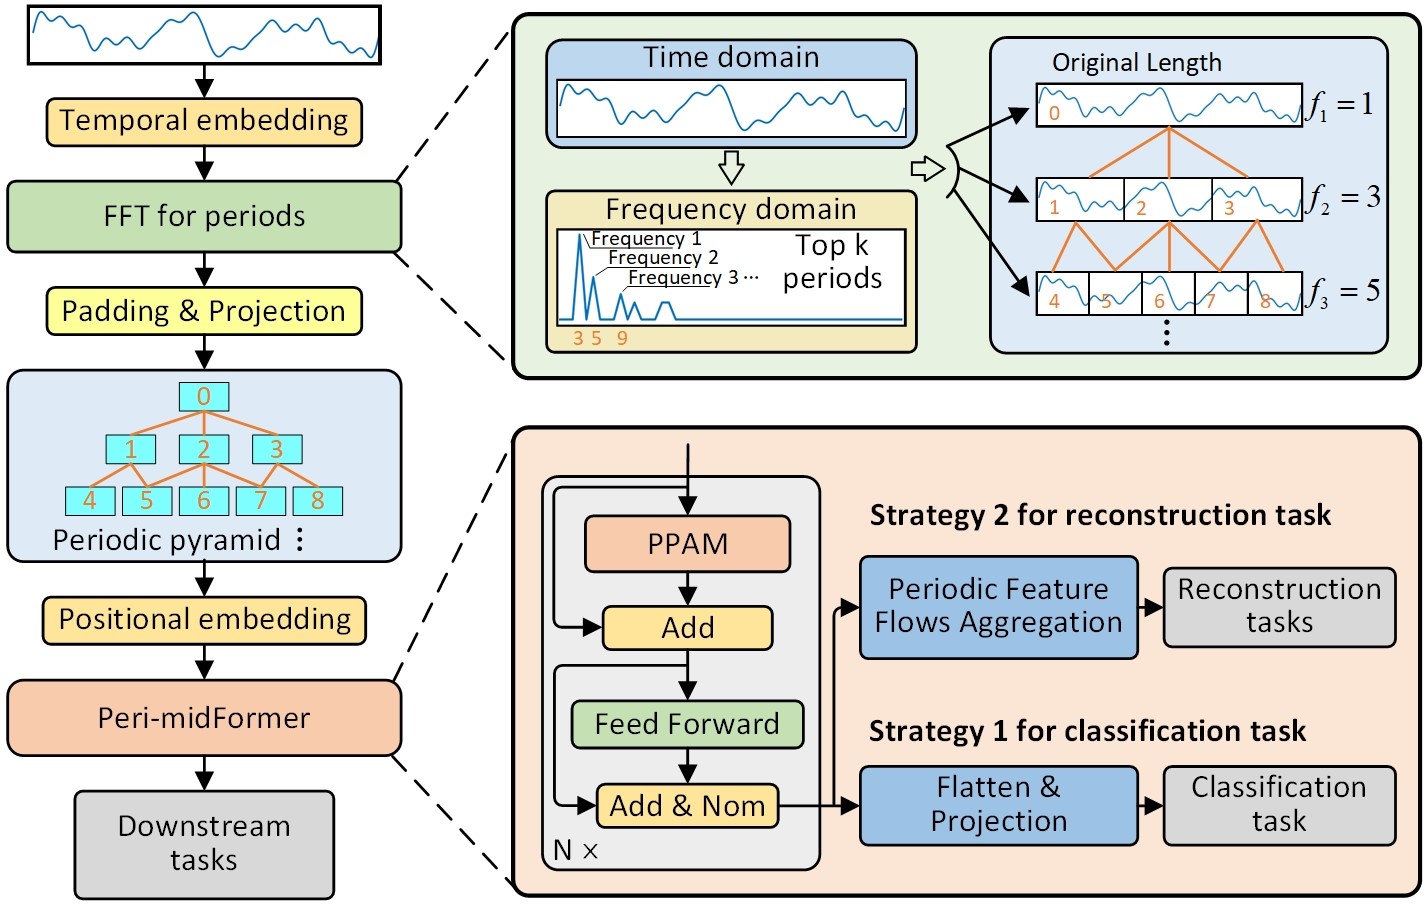 Temporal embedding
FFT for periods
Padding & Projection
0
1 2 3
4 5 6 7 8
Periodic pyramid ⋮
Positional embedding
Peri-midFormer
Downstream
tasks
Time domain
Frequency domain
Frequency 1
Frequency 2
Frequency 3 ···
Top k
periods
3 5 9
Original Length
0
f₁ = 1
1 2 3
f₂ = 3
4 5 6 7 8
f₃ = 5
⋮
PPAM
Add
Feed Forward
Add & Nom
N ×
Strategy 2 for reconstruction task
Periodic Feature
Flows Aggregation
Reconstruction
tasks
Strategy 1 for classification task
Flatten &
Projection
Classification
task